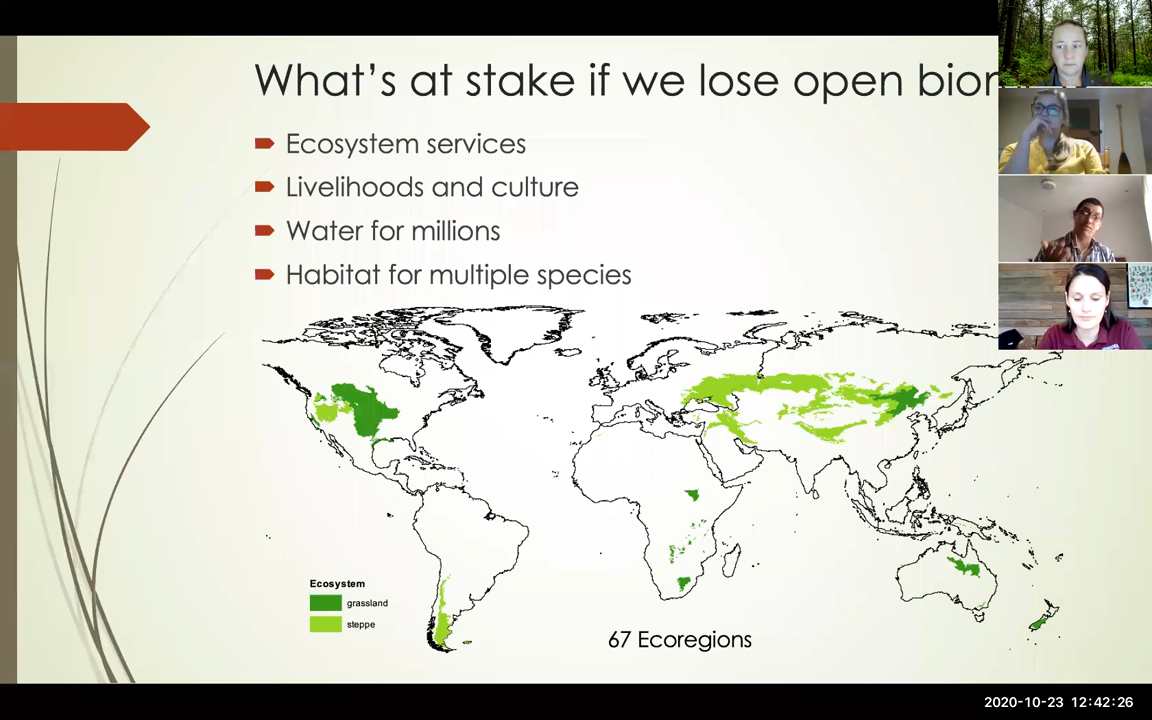 What's at stake if we lose open
Ecosystem services
Livelihoods and culture
Water for millions
Habitat for multiple species
Ecosystem
grassland
steppe
67 Ecoregions
2020-10-23 12:42:26